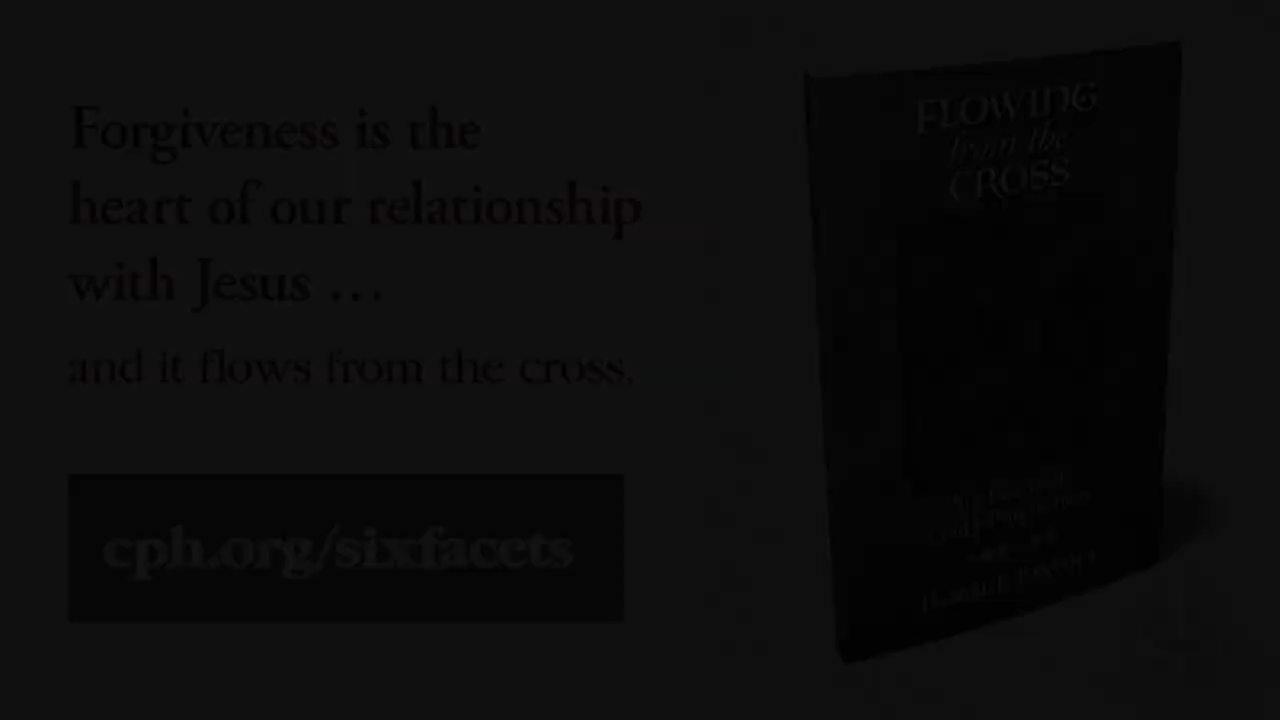 Forgiveness is the
heart of our relationship
with Jesus ...
and it flows from the cross.
cph.org/sixfacets
FLOWING
from the
CROSS